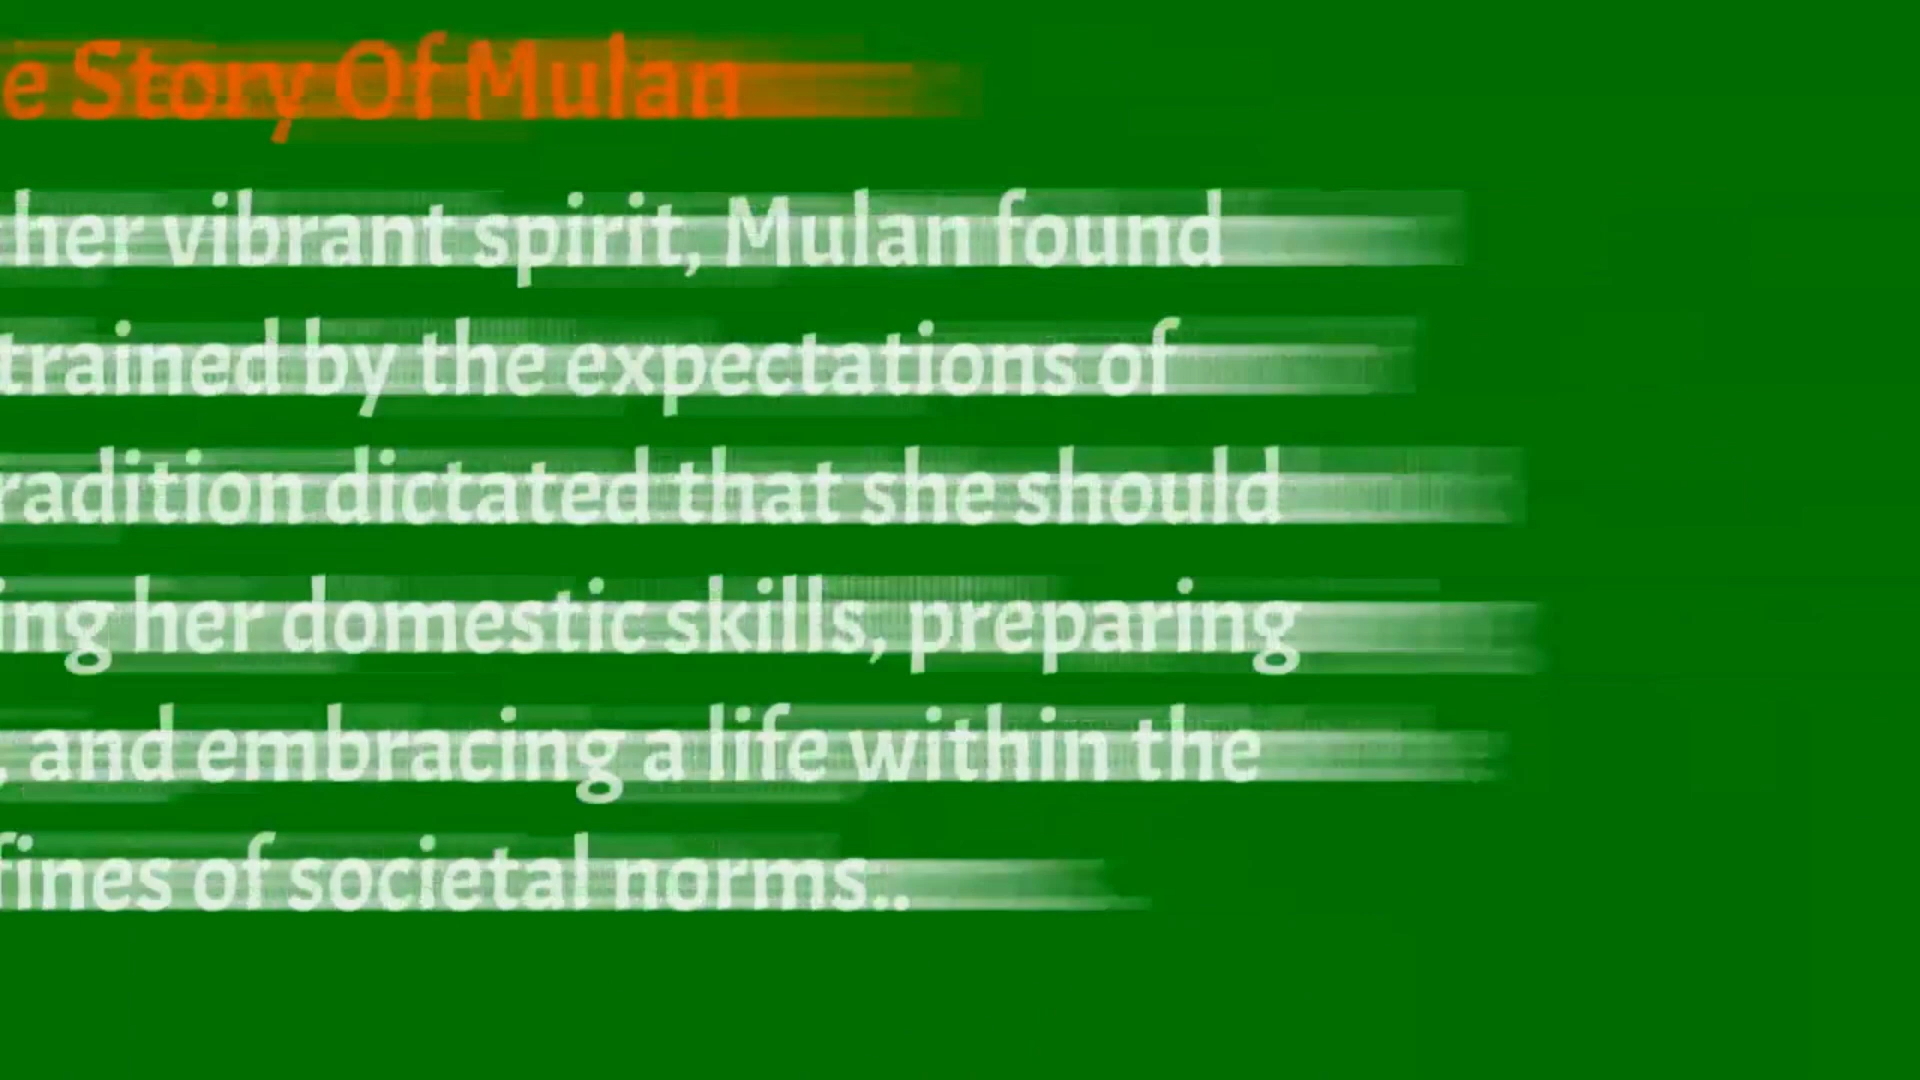 e Story Of Mulan
her vibrant spirit, Mulan found
trained by the expectations of
radition dictated that she should
ing her domestic skills, preparing
, and embracing a life within the
fines of societal norms..